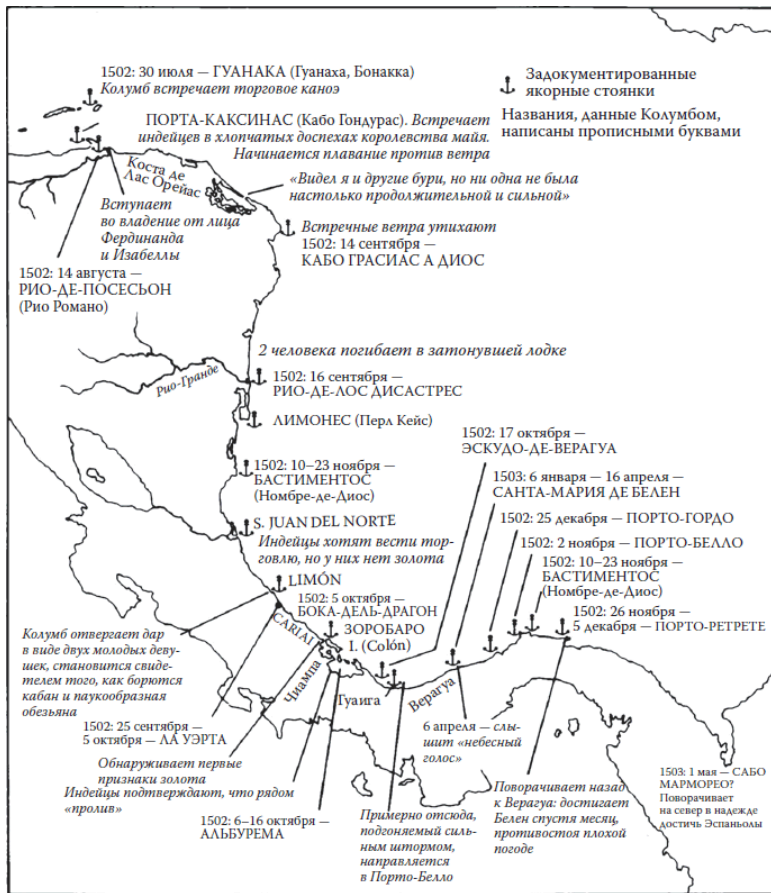 1502: 30 июля — ГУАНАКА (Гуанаха, Бонакка)
Колумб встречает торговое каноэ
Задокументированные
якорные стоянки
Названия, данные Колумбом,
написаны прописными буквами
ПОРТА-КАКСИНАС (Кабо Гондурас). Встречает
индейцев в хлопчатых доспехах королевства майя.
Начинается плавание против ветра
Коста де
Лас Орейас
«Видел я и другие бури, но ни одна не была
настолько продолжительной и сильной»
Вступает
во владение от лица
Фердинанда
и Изабеллы
Встречные ветра утихают
1502: 14 сентября —
КАБО ГРАСИАС А ДИОС
1502: 14 августа —
РИО-ДЕ-ПОСЕСЬОН
(Рио Романо)
2 человека погибает в затонувшей лодке
Рио-Гранде
1502: 16 сентября —
РИО-ДЕ-ЛОС ДИСАСТРЕС
ЛИМОНЕС (Перл Кейс)
1502: 17 октября —
ЭСКУДО-ДЕ-ВЕРАГУА
1502: 10–23 ноября —
БАСТИМЕНТОС
(Номбре-де-Диос)
1503: 6 января — 16 апреля —
САНТА-МАРИЯ ДЕ БЕЛЕН
1502: 25 декабря — ПОРТО-ГОРДО
S. JUAN DEL NORTE
Индейцы хотят вести тор-
говлю, но у них нет золота
1502: 2 ноября — ПОРТО-БЕЛЛО
1502: 10–23 ноября —
БАСТИМЕНТОС
(Номбре-де-Диос)
LIMÓN
1502: 5 октября —
БОКА-ДЕЛЬ-ДРАГОН
1502: 26 ноября —
5 декабря — ПОРТО-РЕТРЕТЕ
CARIAI
ЗОРОБАРО
I. (Colón)
Колумб отвергает дар
в виде двух молодых деву-
шек, становится свиде-
телем того, как борются
кабан и паукообразная
обезьяна
Чиампа
Гуаига
Верагуа
1502: 25 сентября —
5 октября — ЛА УЭРТА
6 апреля — слы-
шит «небесный
голос»
Обнаруживает первые
признаки золота
Индейцы подтверждают, что рядом
«пролив»
1502: 6–16 октября —
АЛЬБУРЕМА
Примерно отсюда,
подгоняемый силь-
ным штормом,
направляется
в Порто-Белло
Поворачивает назад
к Верагуа: достигает
Белен спустя месяц,
противостоя плохой
погоде
1503: 1 мая — САБО
МАРМОРЕО?
Поворачивает
на север в надежде
достичь Эспаньолы